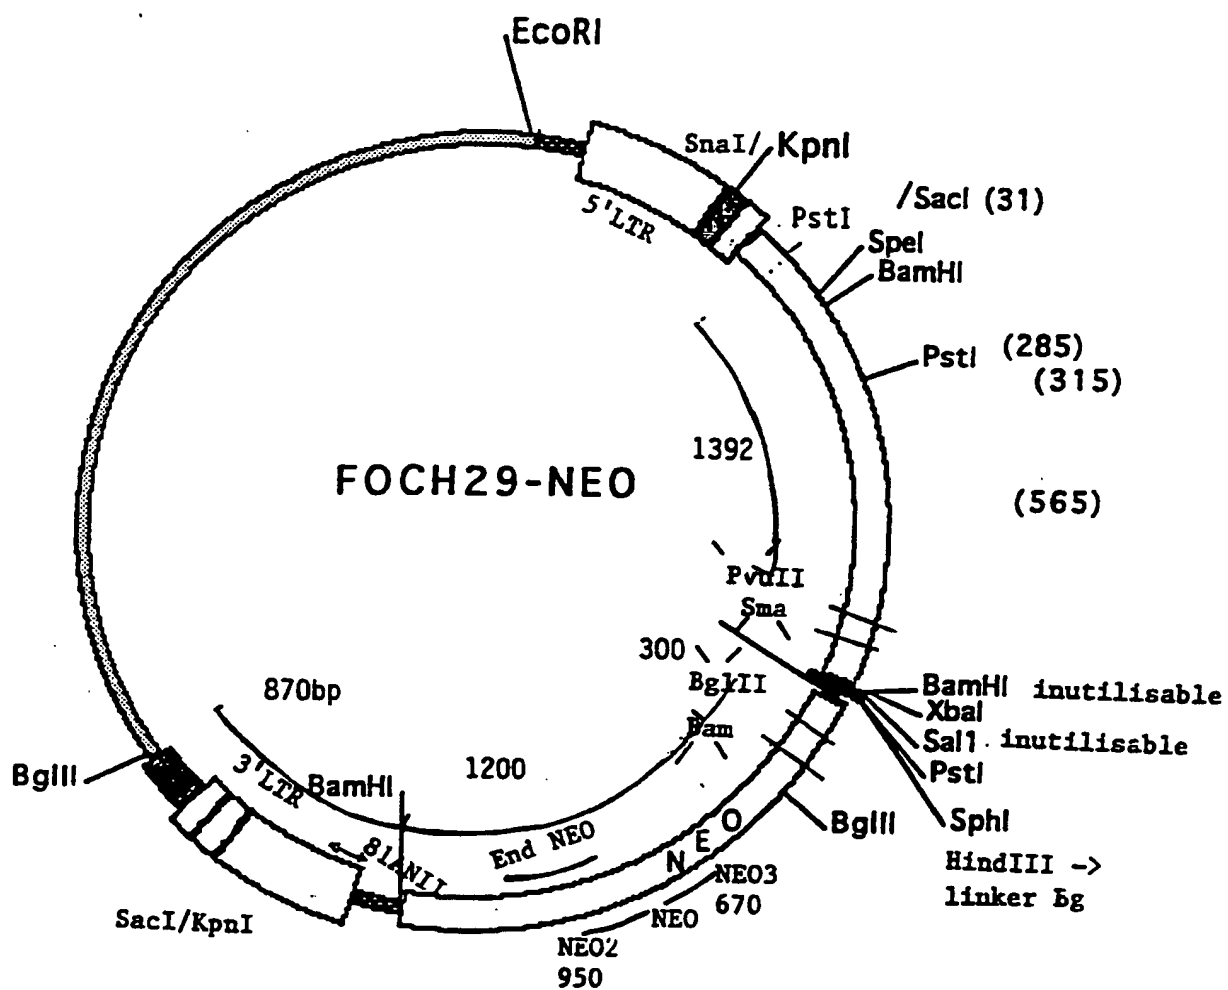 EcoRI
SnaI/ KpnI
/SacI (31)
5'LTR
PstI
SpeI
BamHI
PstI (285)
(315)
1392
FOCH29-NEO
(565)
PvuII
Sma
300
BglII
870bp
BamHI inutilisable
XbaI
Sal1 inutilisable
Bam
PstI
BglII
3'LTR
BamHI
1200
BglII
SphI
End NEO
N E O
81ANII
HindIII ->
linker Bg
NEO3
670
SacI/KpnI
NEO
NEO2
950